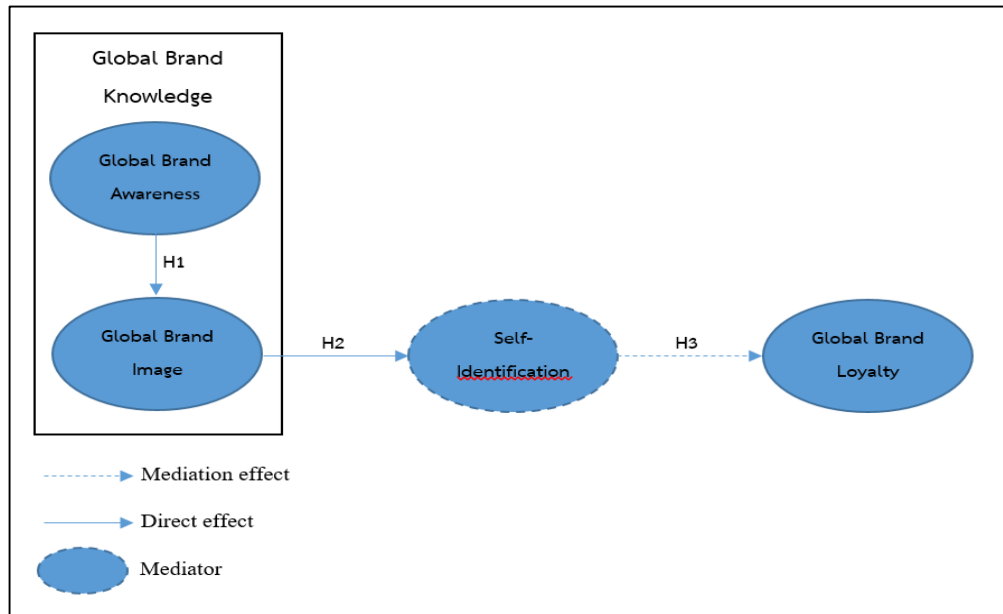 Global Brand
Knowledge
Global Brand
Awareness
H1
Global Brand
Image
H2
Self-
Identification
H3
Global Brand
Loyalty
Mediation effect
Direct effect
Mediator